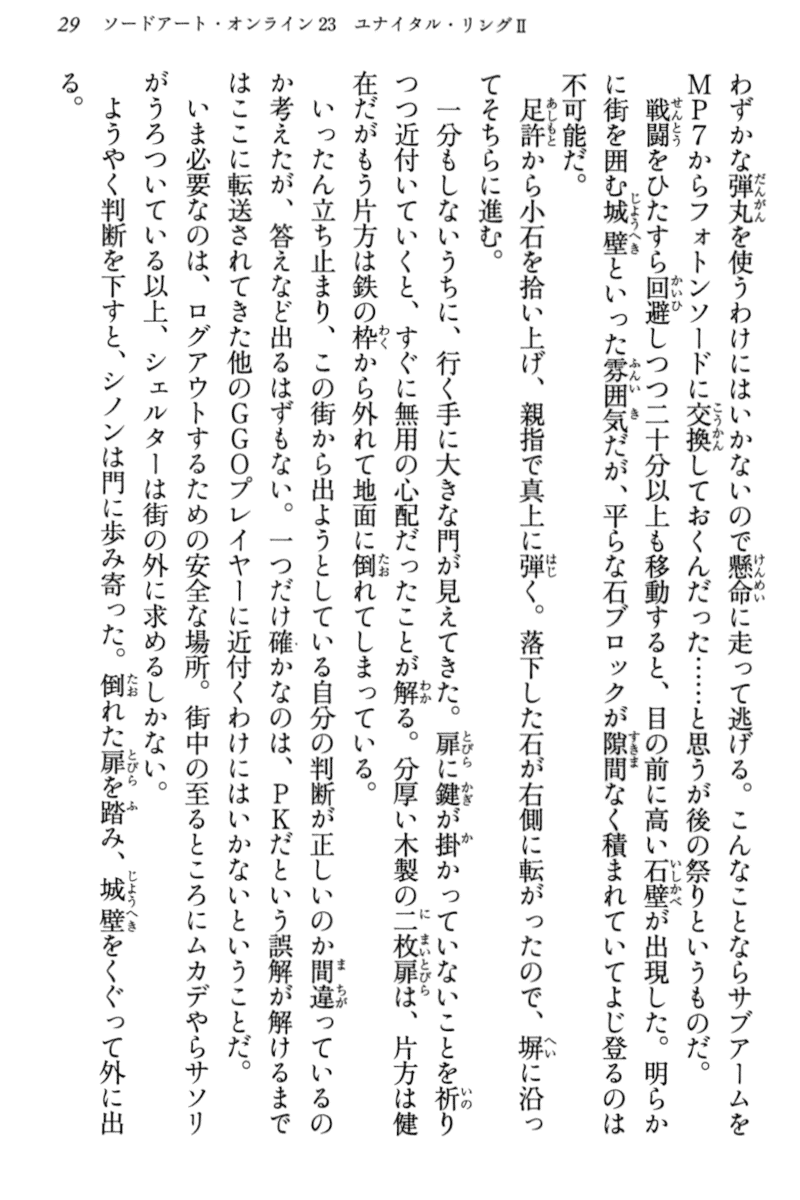 29 ソードアート・オンライン23 ユナイタル・リングⅡ
わずかな弾丸を使うわけにはいかないので懸命に走って逃げる。こんなことならサブアームを
MP7からフォトンソードに交換しておくんだった……と思うが後の祭りというものだ。
戦闘をひたすら回避しつつ二十分以上も移動すると、目の前に高い石壁が出現した。明らか
に街を囲む城壁といった雰囲気だが、平らな石ブロックが隙間なく積まれていてよじ登るのは
不可能だ。
足許から小石を拾い上げ、親指で真上に弾く。落下した石が右側に転がったので、塀に沿っ
てそちらに進む。
一分もしないうちに、行く手に大きな門が見えてきた。扉に鍵が掛かっていないことを祈り
つつ近付いていくと、すぐに無用の心配だったことが解る。分厚い木製の二枚扉は、片方は健
在だがもう片方は鉄の枠から外れて地面に倒れてしまっている。
いったん立ち止まり、この街から出ようとしている自分の判断が正しいのか間違っているの
か考えたが、答えなど出るはずもない。一つだけ確かなのは、PKだという誤解が解けるまで
はここに転送されてきた他のGGOプレイヤーに近付くわけにはいかないということだ。
いま必要なのは、ログアウトするための安全な場所。街中の至るところにムカデやらサソリ
がうろついている以上、シェルターは街の外に求めるしかない。
ようやく判断を下すと、シノンは門に歩み寄った。倒れた扉を踏み、城壁をくぐって外に出
る。